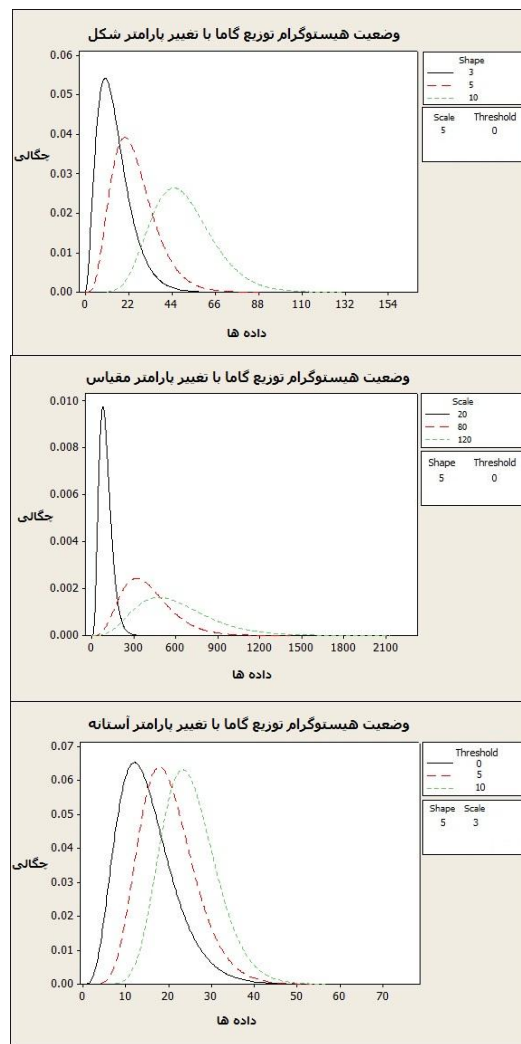 وضعیت هیستوگرام توزیع گاما با تغییر پارامتر شکل
0.06
0.05
0.04
0.03
0.02
0.01
0.00
چگالی
0 22 44 66 88 110 132 154
داده ها
Shape
3
5
10
Scale Threshold
5 0
وضعیت هیستوگرام توزیع گاما با تغییر پارامتر مقیاس
0.010
0.008
0.006
0.004
0.002
0.000
چگالی
0 300 600 900 1200 1500 1800 2100
داده ها
Scale
20
80
120
Shape Threshold
5 0
وضعیت هیستوگرام توزیع گاما با تغییر پارامتر آستانه
0.07
0.06
0.05
0.04
0.03
0.02
0.01
0.00
چگالی
0 10 20 30 40 50 60 70
داده ها
Threshold
0
5
10
Shape Scale
5 3